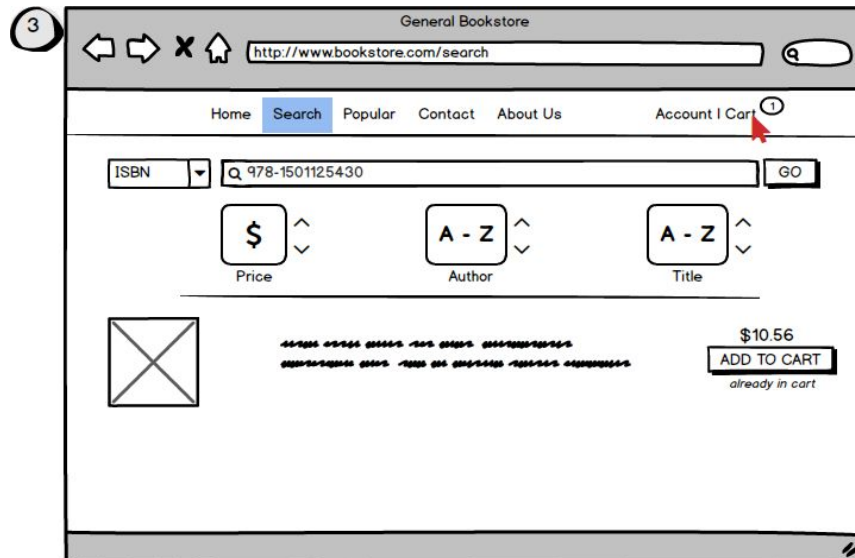 3
General Bookstore
http://www.bookstore.com/search
Home Search Popular Contact About Us Account | Cart 1
ISBN 978-1501125430 GO
$ A - Z A - Z
Price Author Title
$10.56
ADD TO CART
already in cart